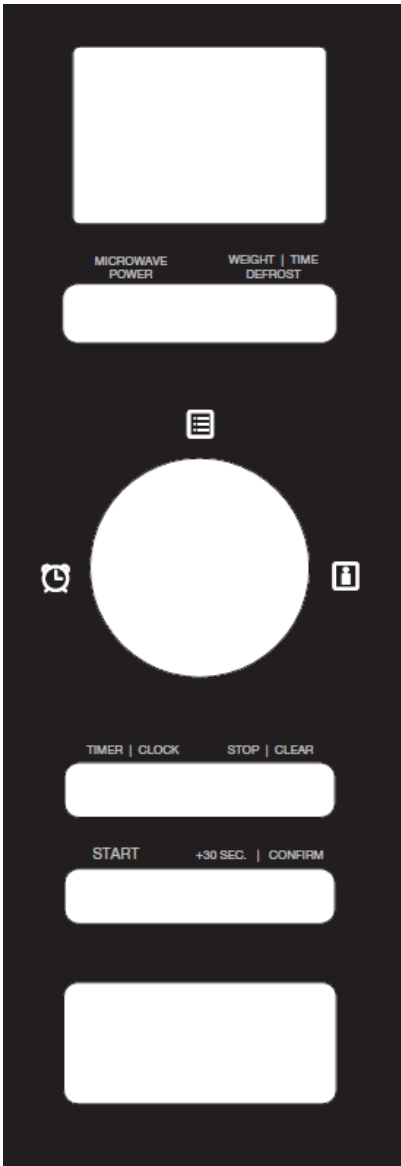 MICROWAVE POWER
WEIGHT | TIME DEFROST
TIMER | CLOCK
STOP | CLEAR
START
+30 SEC. | CONFIRM